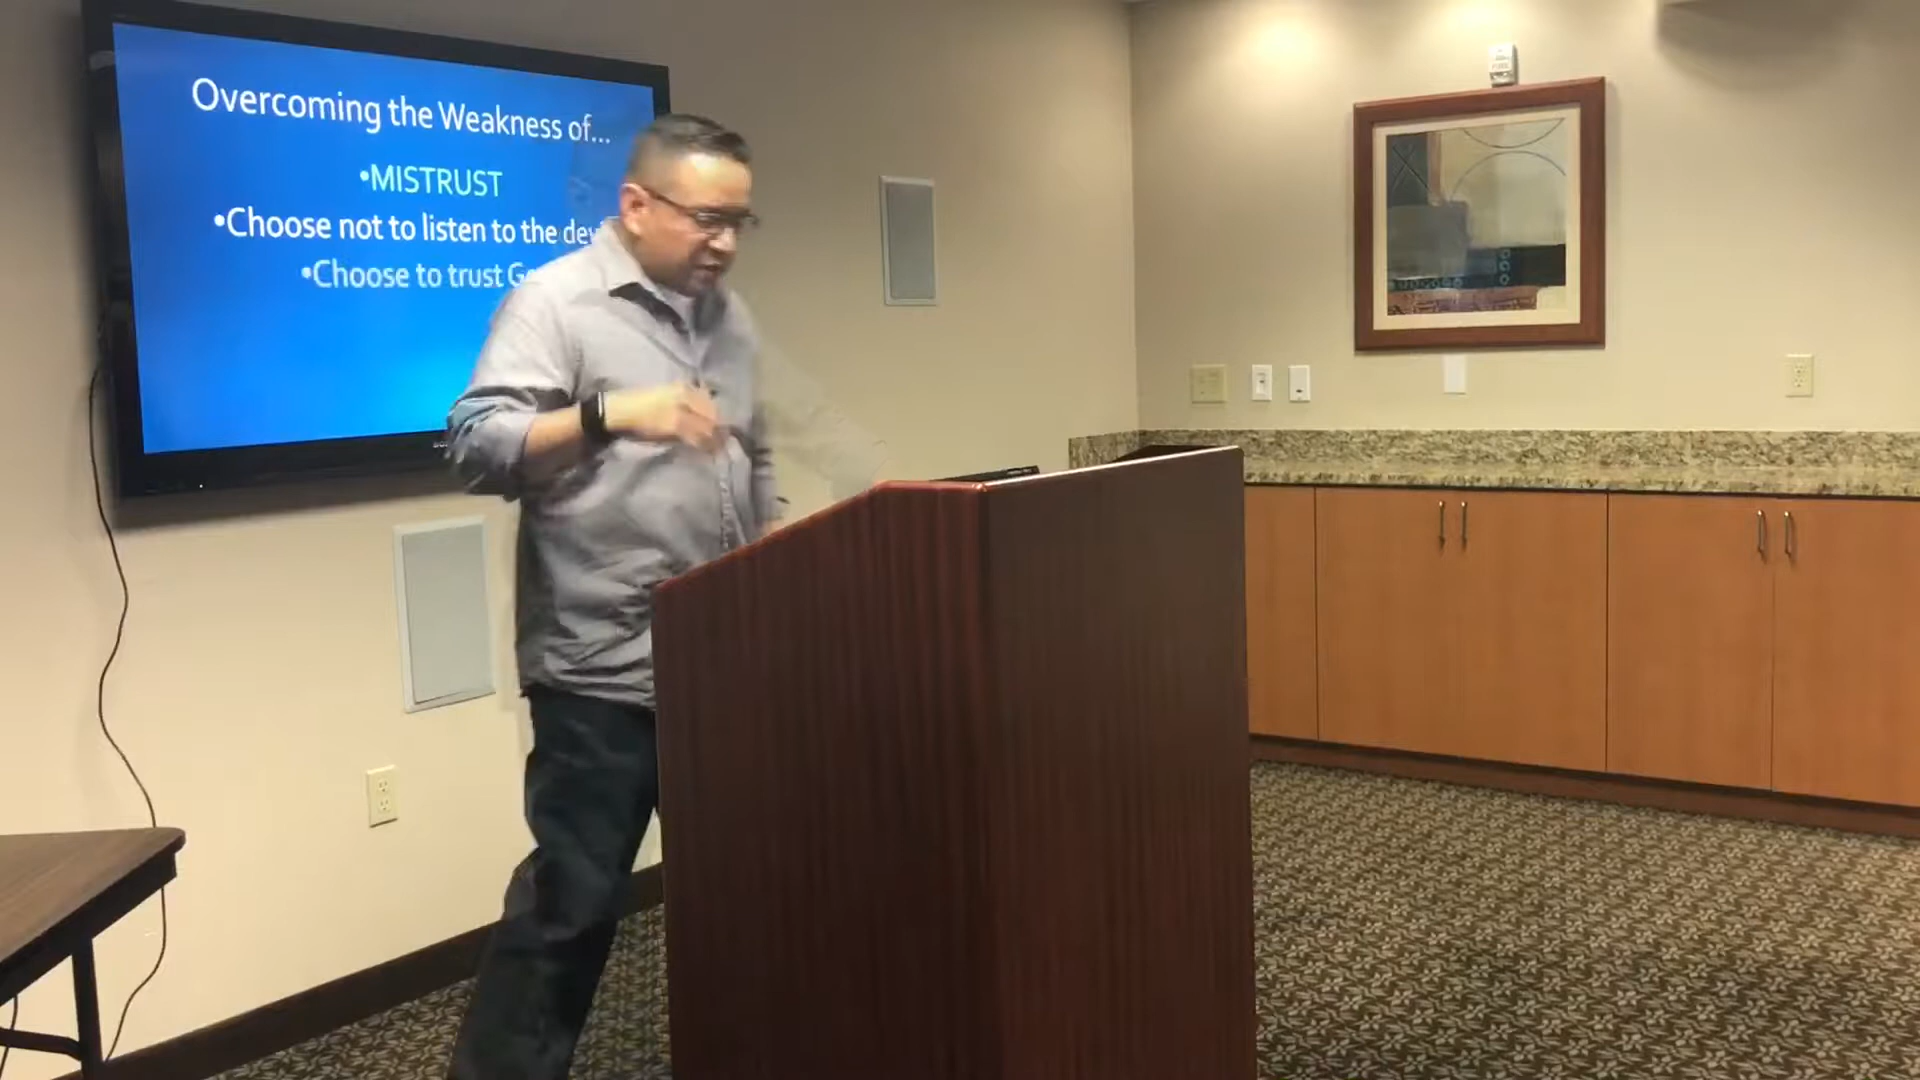 Overcoming the Weakness of...
•MISTRUST
•Choose not to listen to the
•Choose to trust